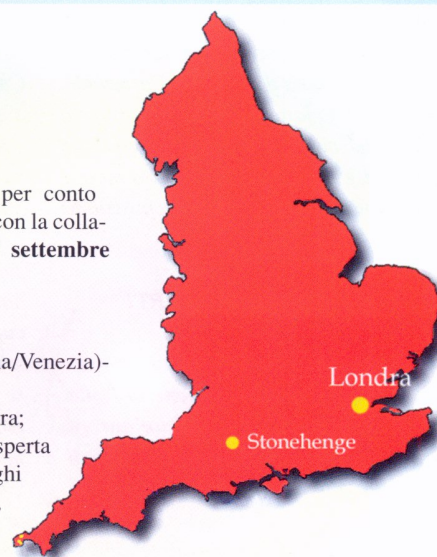 per conto
con la colla-
settembre
a/Venezia)-
ra;
sperta
ghi
Londra
Stonehenge